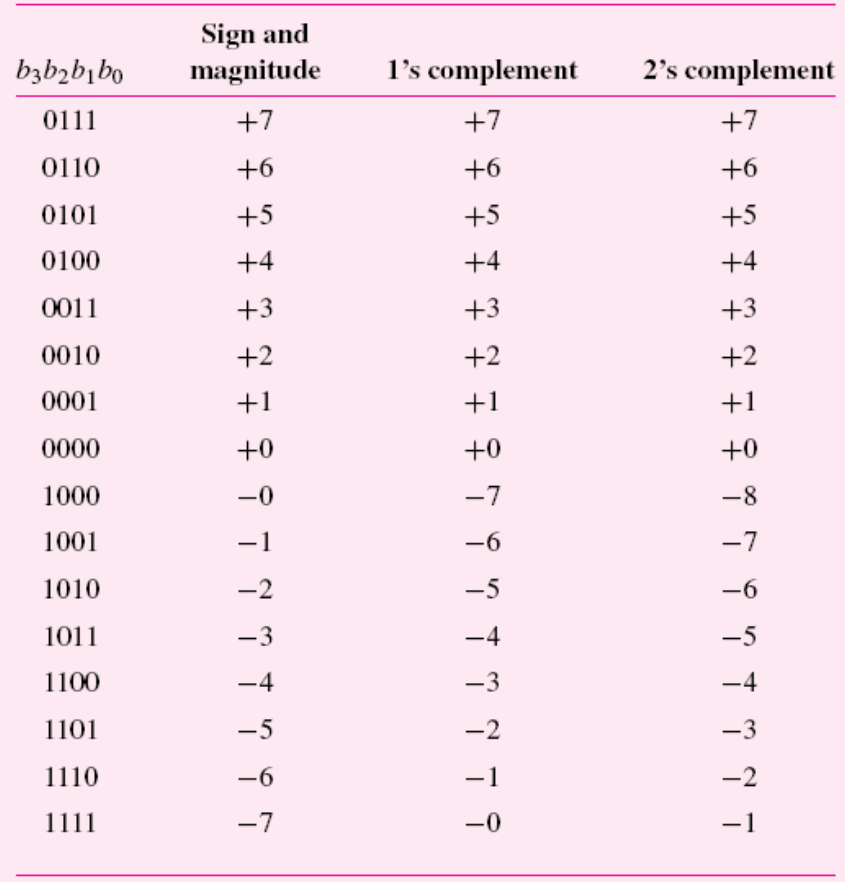 Sign and
b₃b₂b₁b₀ magnitude 1’s complement 2’s complement
0111 +7 +7 +7
0110 +6 +6 +6
0101 +5 +5 +5
0100 +4 +4 +4
0011 +3 +3 +3
0010 +2 +2 +2
0001 +1 +1 +1
0000 +0 +0 +0
1000 −0 −7 −8
1001 −1 −6 −7
1010 −2 −5 −6
1011 −3 −4 −5
1100 −4 −3 −4
1101 −5 −2 −3
1110 −6 −1 −2
1111 −7 −0 −1